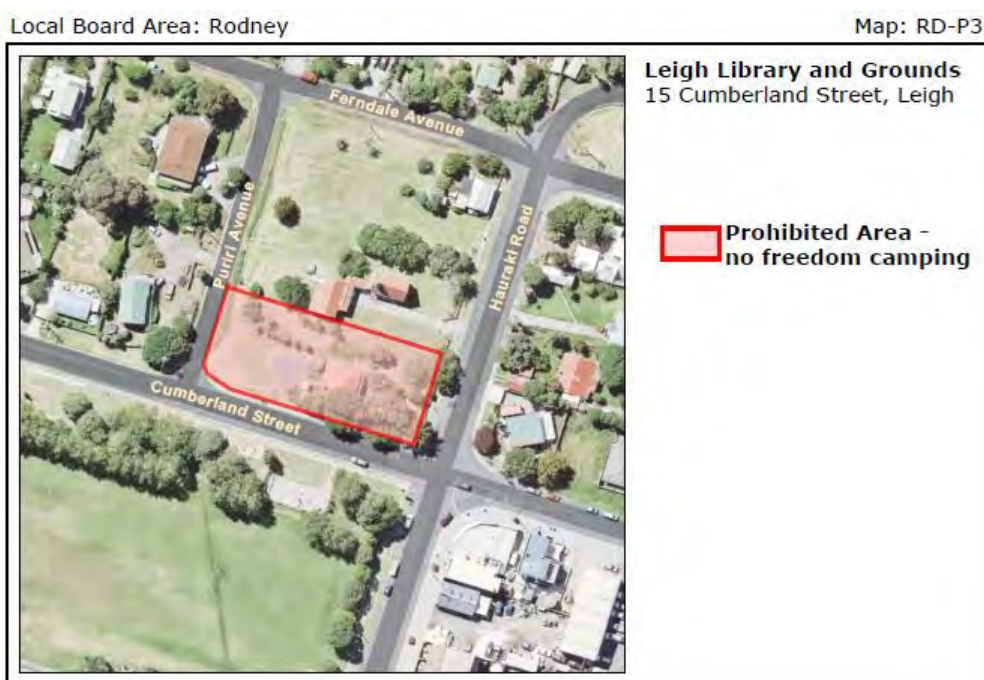 Local Board Area: Rodney
Map: RD-P3
Leigh Library and Grounds
15 Cumberland Street, Leigh
Ferndale Avenue
Puriri Avenue
Hauraki Road
Prohibited Area -
no freedom camping
Cumberland Street